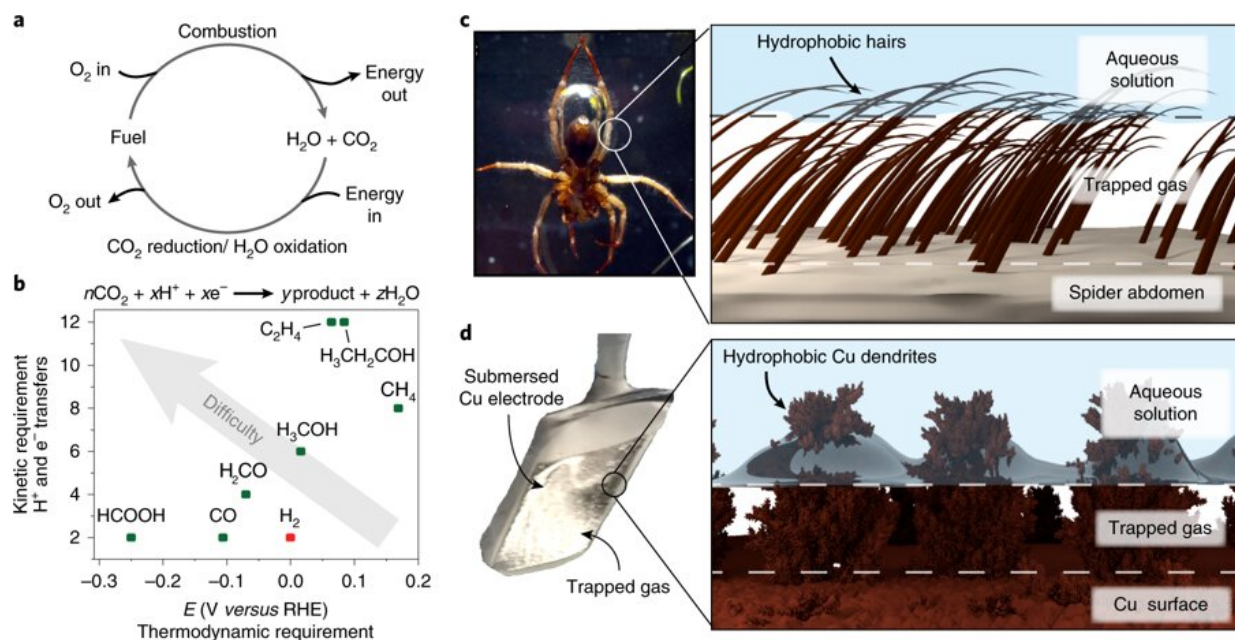 a
Combustion
O₂ in
Energy
out
Fuel
H₂O + CO₂
O₂ out
Energy
in
CO₂ reduction/ H₂O oxidation
b
nCO₂ + xH⁺ + xe⁻ ⟶ yproduct + zH₂O
Kinetic requirement
H⁺ and e⁻ transfers
12
10
8
6
4
2
C₂H₄
H₃CH₂COH
CH₄
Difficulty
H₃COH
H₂CO
HCOOH
CO
H₂
−0.3
−0.2
−0.1
0.0
0.1
0.2
E (V versus RHE)
Thermodynamic requirement
c
Hydrophobic hairs
Aqueous
solution
Trapped gas
Spider abdomen
d
Submersed
Cu electrode
Trapped gas
Hydrophobic Cu dendrites
Aqueous
solution
Trapped gas
Cu surface